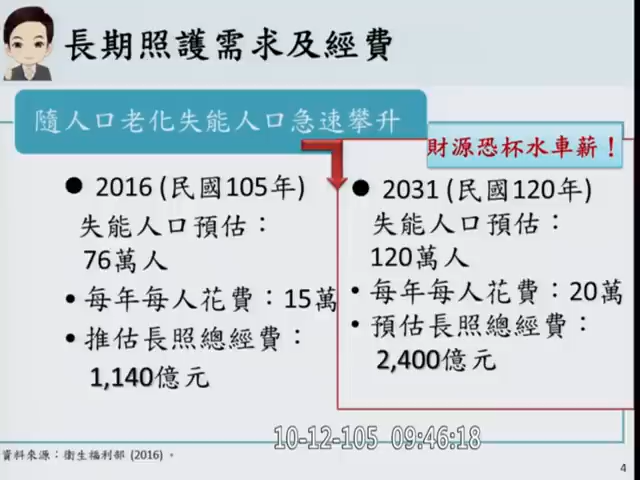 長期照護需求及經費
隨人口老化失能人口急速攀升
財源恐杯水車薪！
● 2016 (民國105年)
失能人口預估：
76萬人
• 每年每人花費：15萬
• 推估長照總經費：
1,140億元
● 2031 (民國120年)
失能人口預估：
120萬人
• 每年每人花費：20萬
• 預估長照總經費：
2,400億元
10-12-105 09:46:18
資料來源：衛生福利部 (2016)。
4